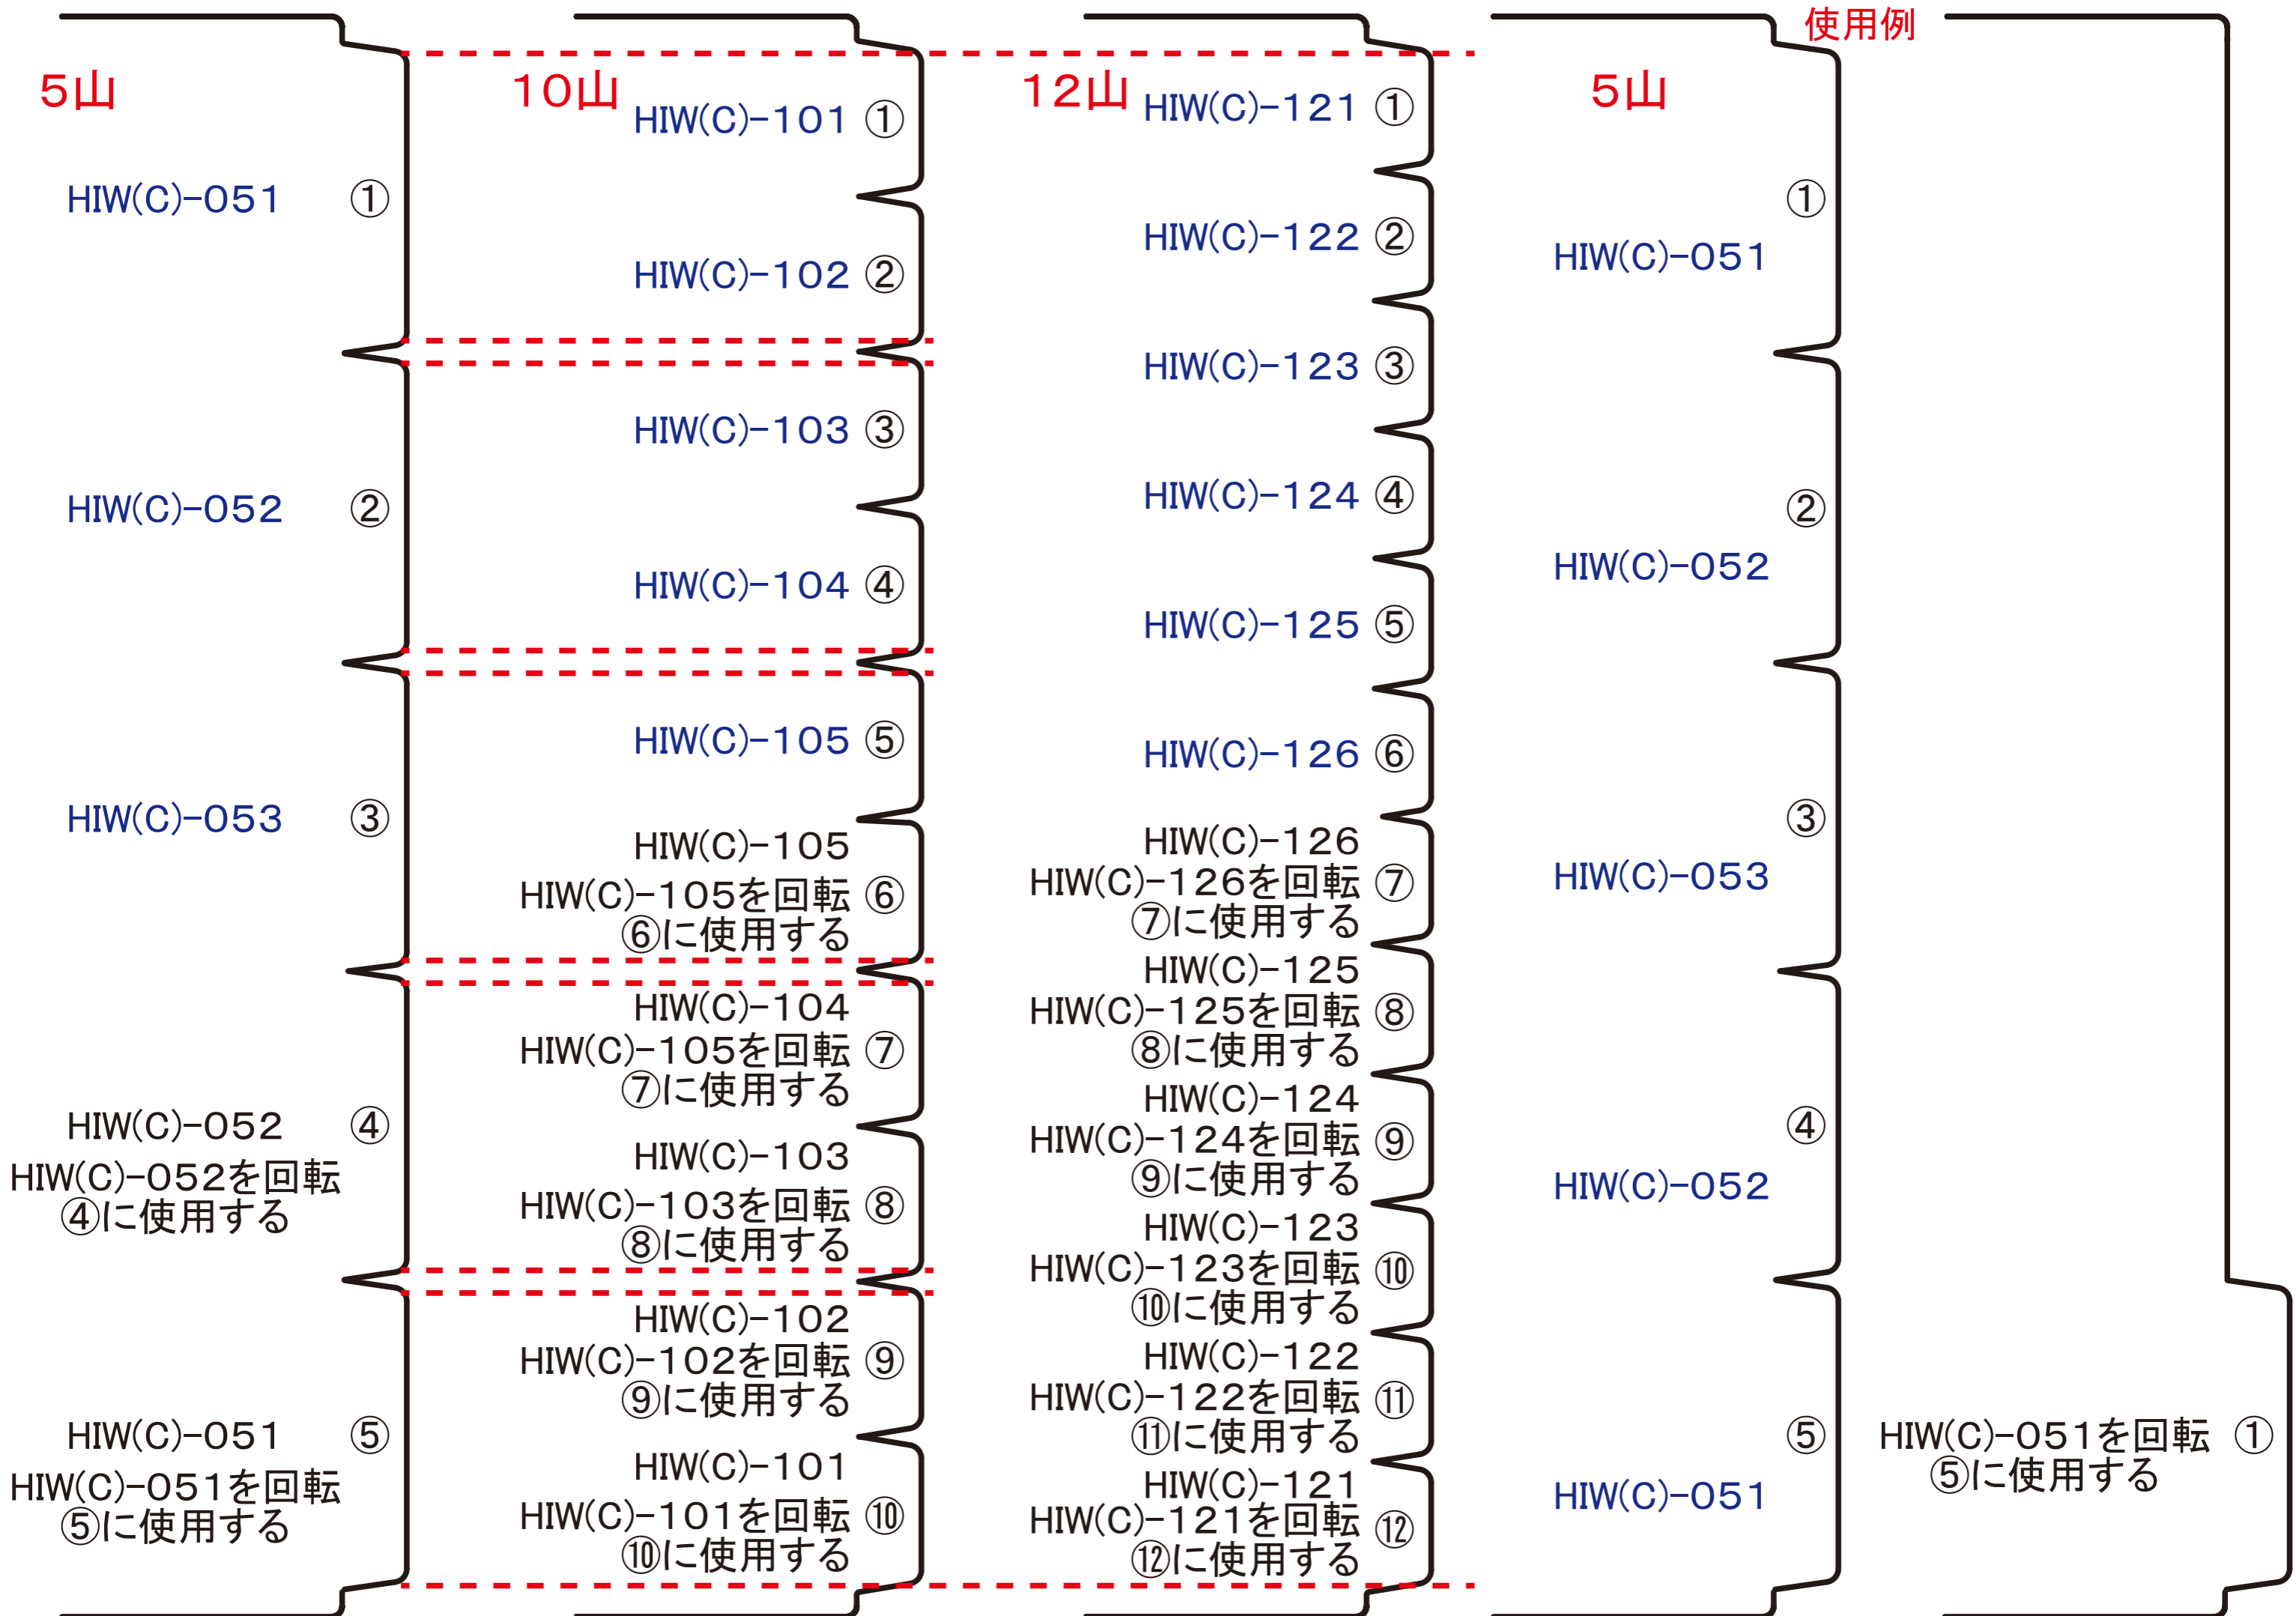 使用例
5山
HIW(C)-051 ①
HIW(C)-052 ②
HIW(C)-053 ③
HIW(C)-052 ④
HIW(C)-052を回転
④に使用する
HIW(C)-051 ⑤
HIW(C)-051を回転
⑤に使用する
10山
HIW(C)-101 ①
HIW(C)-102 ②
HIW(C)-103 ③
HIW(C)-104 ④
HIW(C)-105 ⑤
HIW(C)-105
HIW(C)-105を回転 ⑥
⑥に使用する
HIW(C)-104
HIW(C)-105を回転 ⑦
⑦に使用する
HIW(C)-103
HIW(C)-103を回転 ⑧
⑧に使用する
HIW(C)-102
HIW(C)-102を回転 ⑨
⑨に使用する
HIW(C)-101
HIW(C)-101を回転 ⑩
⑩に使用する
12山
HIW(C)-121 ①
HIW(C)-122 ②
HIW(C)-123 ③
HIW(C)-124 ④
HIW(C)-125 ⑤
HIW(C)-126 ⑥
HIW(C)-126
HIW(C)-126を回転 ⑦
⑦に使用する
HIW(C)-125
HIW(C)-125を回転 ⑧
⑧に使用する
HIW(C)-124
HIW(C)-124を回転 ⑨
⑨に使用する
HIW(C)-123
HIW(C)-123を回転 ⑩
⑩に使用する
HIW(C)-122
HIW(C)-122を回転 ⑪
⑪に使用する
HIW(C)-121
HIW(C)-121を回転 ⑫
⑫に使用する
5山
①
HIW(C)-051
②
HIW(C)-052
③
HIW(C)-053
④
HIW(C)-052
⑤
HIW(C)-051
HIW(C)-051を回転 ①
⑤に使用する